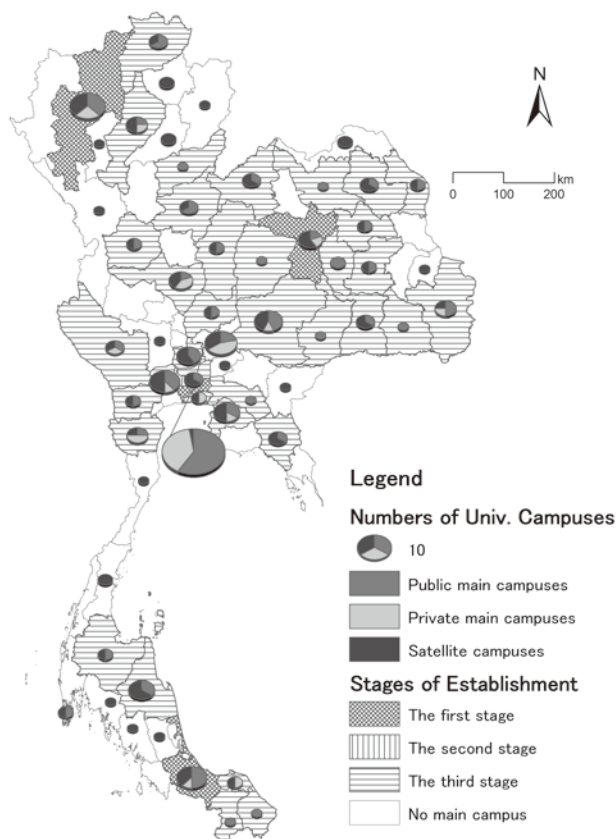 N
0 100 200
km
Legend
Numbers of Univ. Campuses
10
Public main campuses
Private main campuses
Satellite campuses
Stages of Establishment
The first stage
The second stage
The third stage
No main campus